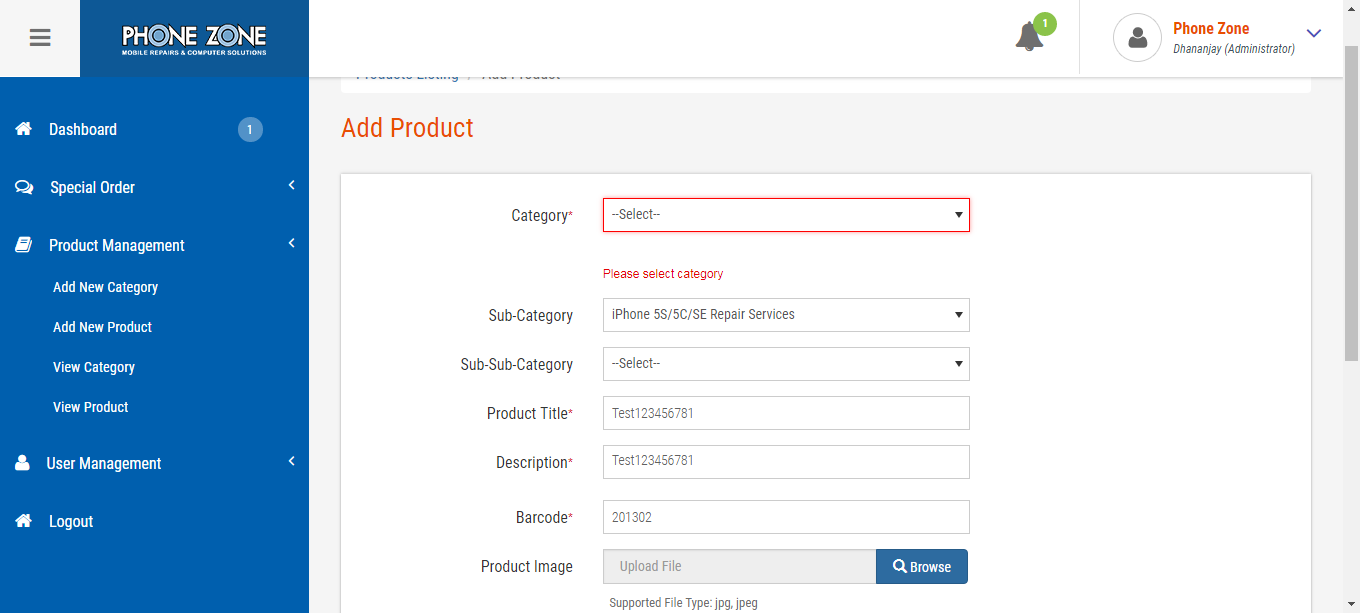 PHONE ZONE
MOBILE REPAIRS & COMPUTER SOLUTIONS
1
Phone Zone
Dhananjay (Administrator)
Dashboard 1
Special Order
Product Management
Add New Category
Add New Product
View Category
View Product
User Management
Logout
Products Listing / Add Product
Add Product
Category* --Select--
Please select category
Sub-Category iPhone 5S/5C/SE Repair Services
Sub-Sub-Category --Select--
Product Title* Test123456781
Description* Test123456781
Barcode* 201302
Product Image Upload File Browse
Supported File Type: jpg, jpeg